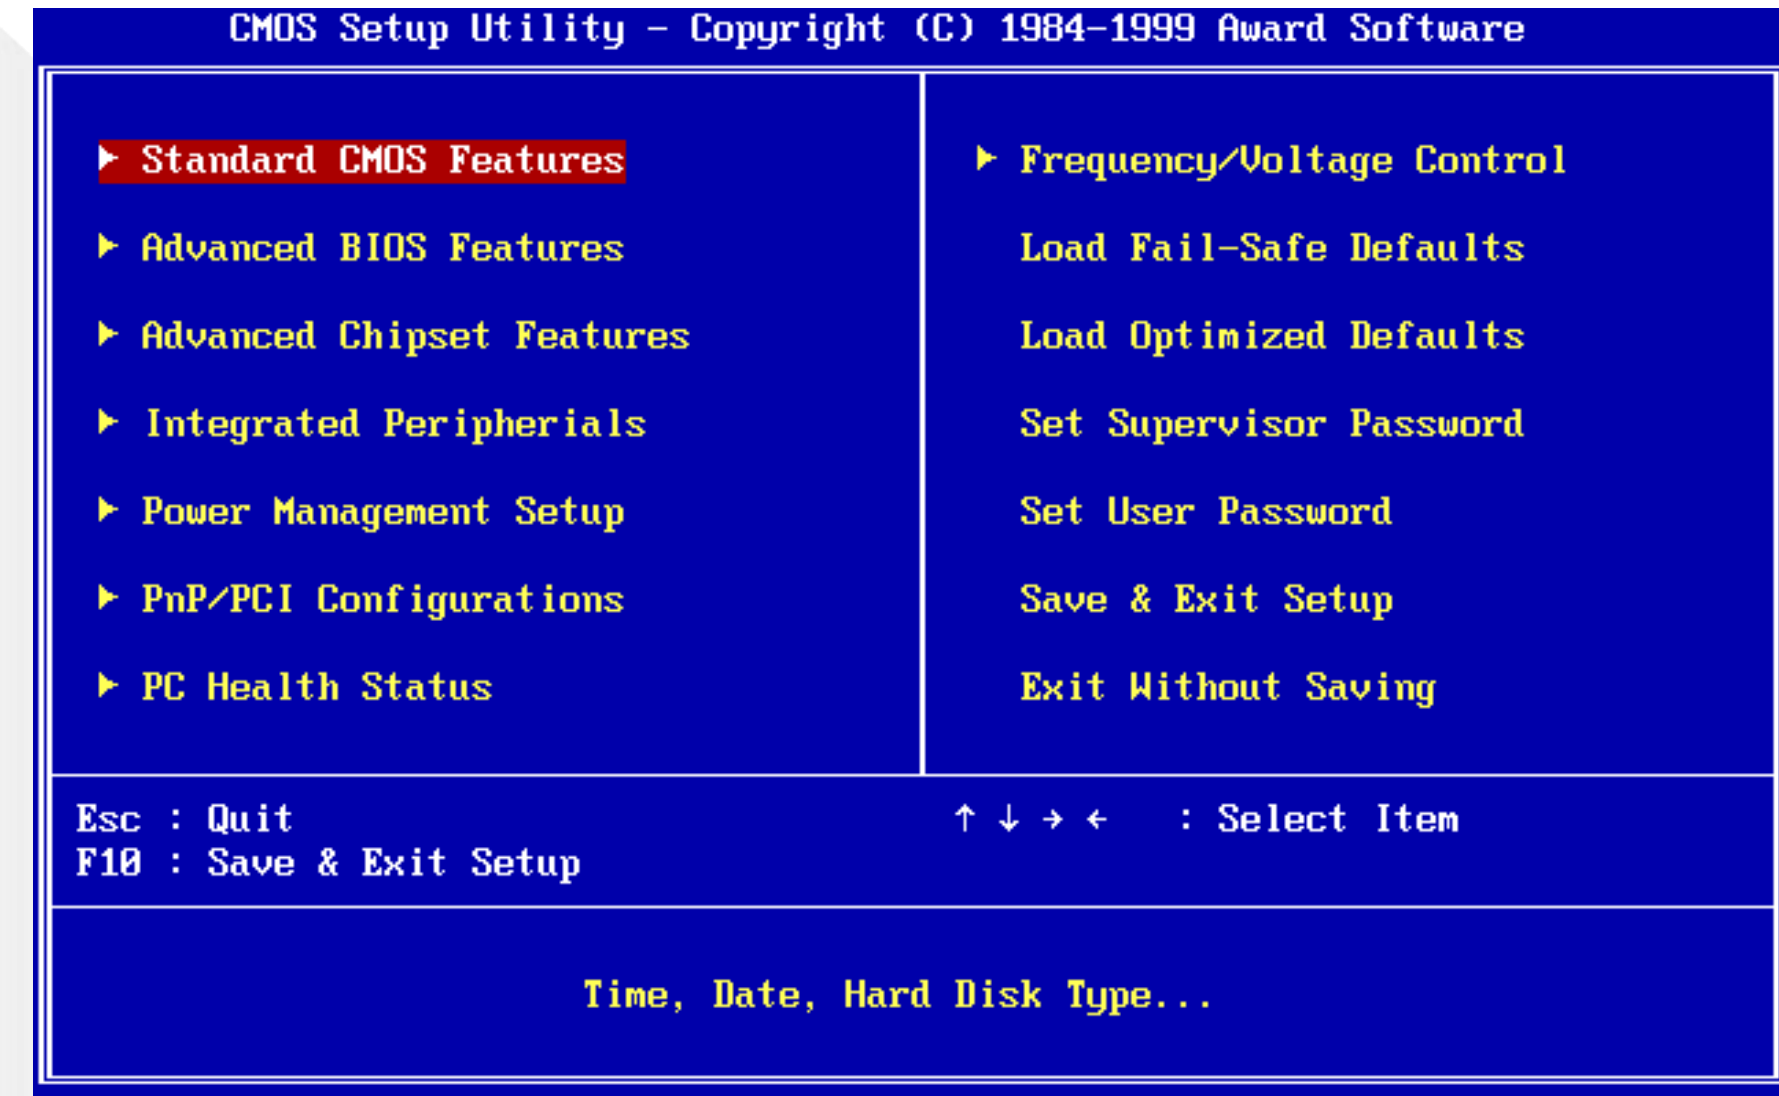 CMOS Setup Utility – Copyright (C) 1984–1999 Award Software
▶ Standard CMOS Features
▶ Advanced BIOS Features
▶ Advanced Chipset Features
▶ Integrated Peripherials
▶ Power Management Setup
▶ PnP/PCI Configurations
▶ PC Health Status
▶ Frequency/Voltage Control
Load Fail–Safe Defaults
Load Optimized Defaults
Set Supervisor Password
Set User Password
Save & Exit Setup
Exit Without Saving
Esc : Quit
F10 : Save & Exit Setup
↑ ↓ → ← : Select Item
Time, Date, Hard Disk Type...